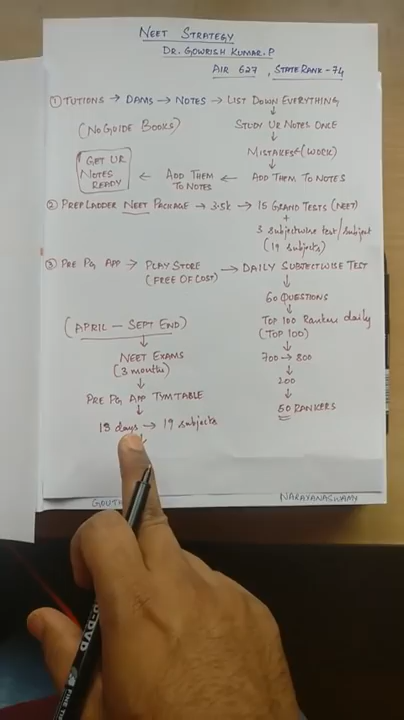 NEET STRATEGY
DR. GOWRISH KUMAR.P
AIR 627, STATE RANK-74
① TUTIONS → DAMS → NOTES → LIST DOWN EVERYTHING
↓
(NO GUIDE BOOKS) STUDY UR NOTES ONCE
↓
MISTAKES ← (WORK)
↓
GET UR NOTES READY ← ADD THEM TO NOTES ← ADD THEM TO NOTES
② PREPLADDER NEET PACKAGE → 3.5k → 15 GRAND TESTS (NEET)
+
3 subjectwise test/subject
(19 subjects)
③ PRE PG APP → PLAY STORE → DAILY SUBJECTWISE TEST
(FREE OF COST)
↓
60 QUESTIONS
↓
TOP 100 Rankers daily
(TOP 100)
↓
700 → 800
↓
200
↓
50 RANKERS
(APRIL — SEPT END)
↓
NEET EXAMS
(3 months)
↓
PRE PG APP TYMTABLE
↓
days → 19 subjects
↓
NARAYANASWAMY